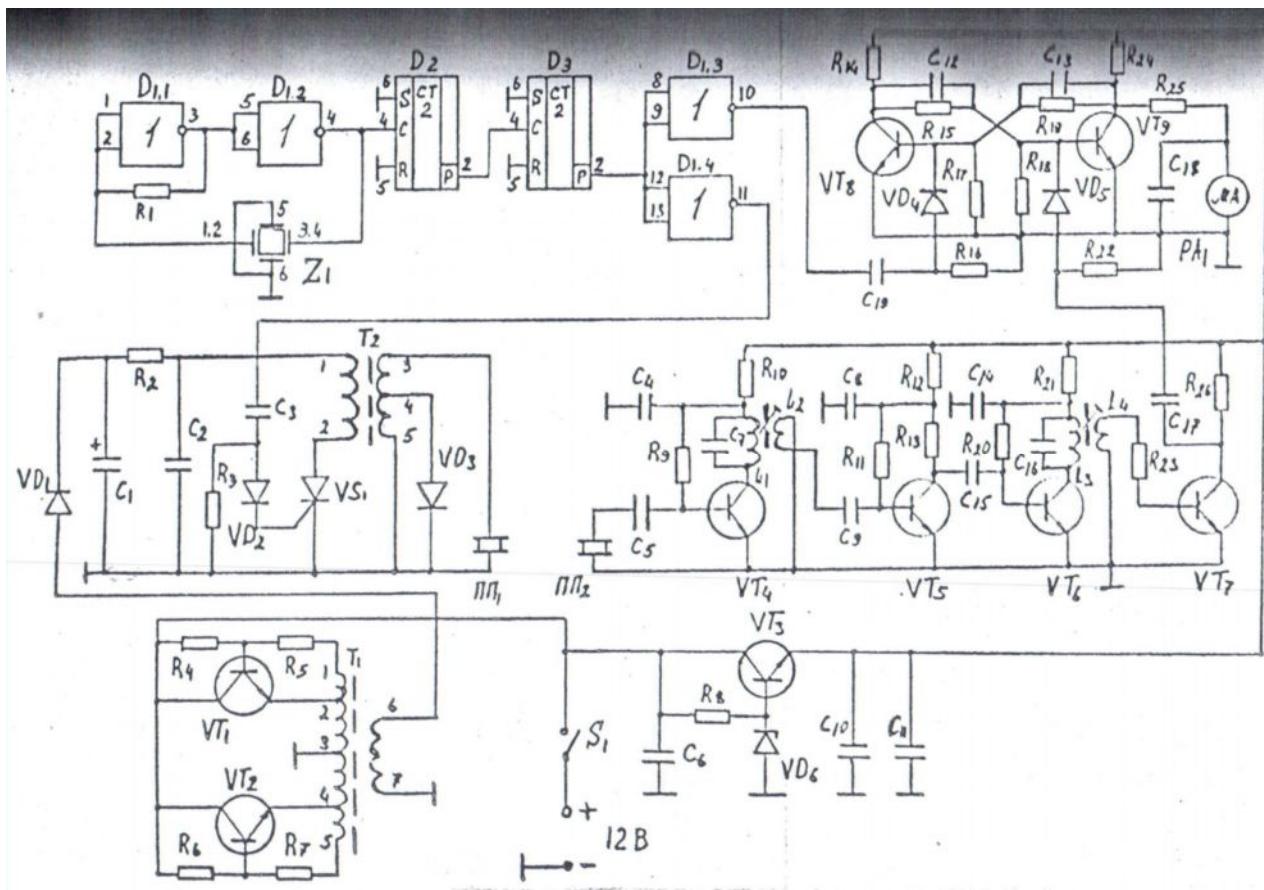 D1,1
D1,2
D2
D3
D1,3
D1,4
1
2
3
1
5
6
4
1
6
S
4
C
5
R
CT
2
P
2
6
S
4
C
5
R
CT
2
P
2
8
9
10
1
12
13
11
1
R1
1.2
5
3.4
6
Z1
R14
C12
C13
R24
R25
R15
R19
VT9
VT8
VD4
R17
R18
VD5
C18
МА
R16
R22
PA1
C19
R2
T2
1
2
3
4
5
C3
C2
C1
+
VD1
R3
VD2
VS1
VD3
ПП1
ПП2
C4
R10
C8
R12
C14
R21
R26
C7
L2
L1
R9
R11
R13
R20
C16
L4
L3
R23
C17
C5
C9
C15
VT4
VT5
VT6
VT7
R4
R5
T1
1
2
3
4
5
6
7
VT1
VT2
R6
R7
S1
+
12 В
-
VT3
R8
C6
VD6
C10
C11